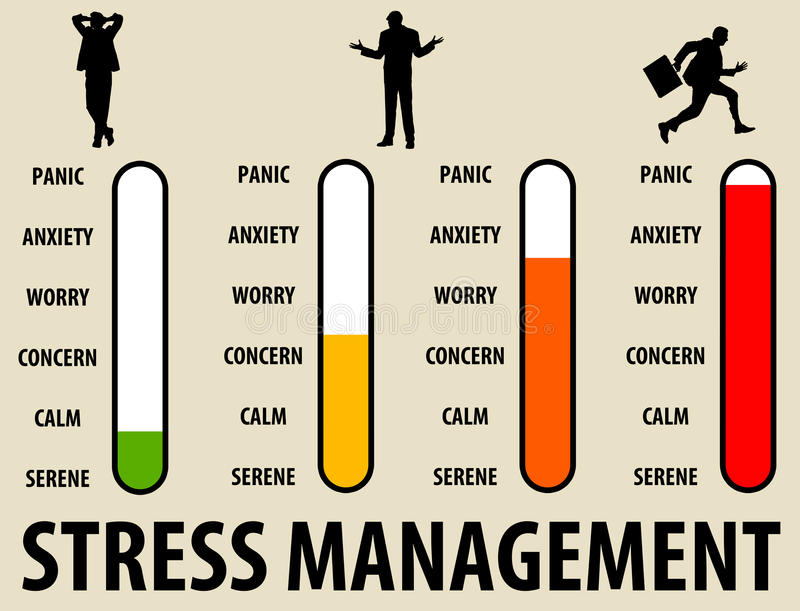 PANIC PANIC PANIC PANIC
ANXIETY ANXIETY ANXIETY ANXIETY
WORRY WORRY WORRY WORRY
CONCERN CONCERN CONCERN CONCERN
CALM CALM CALM CALM
SERENE SERENE SERENE SERENE
STRESS MANAGEMENT